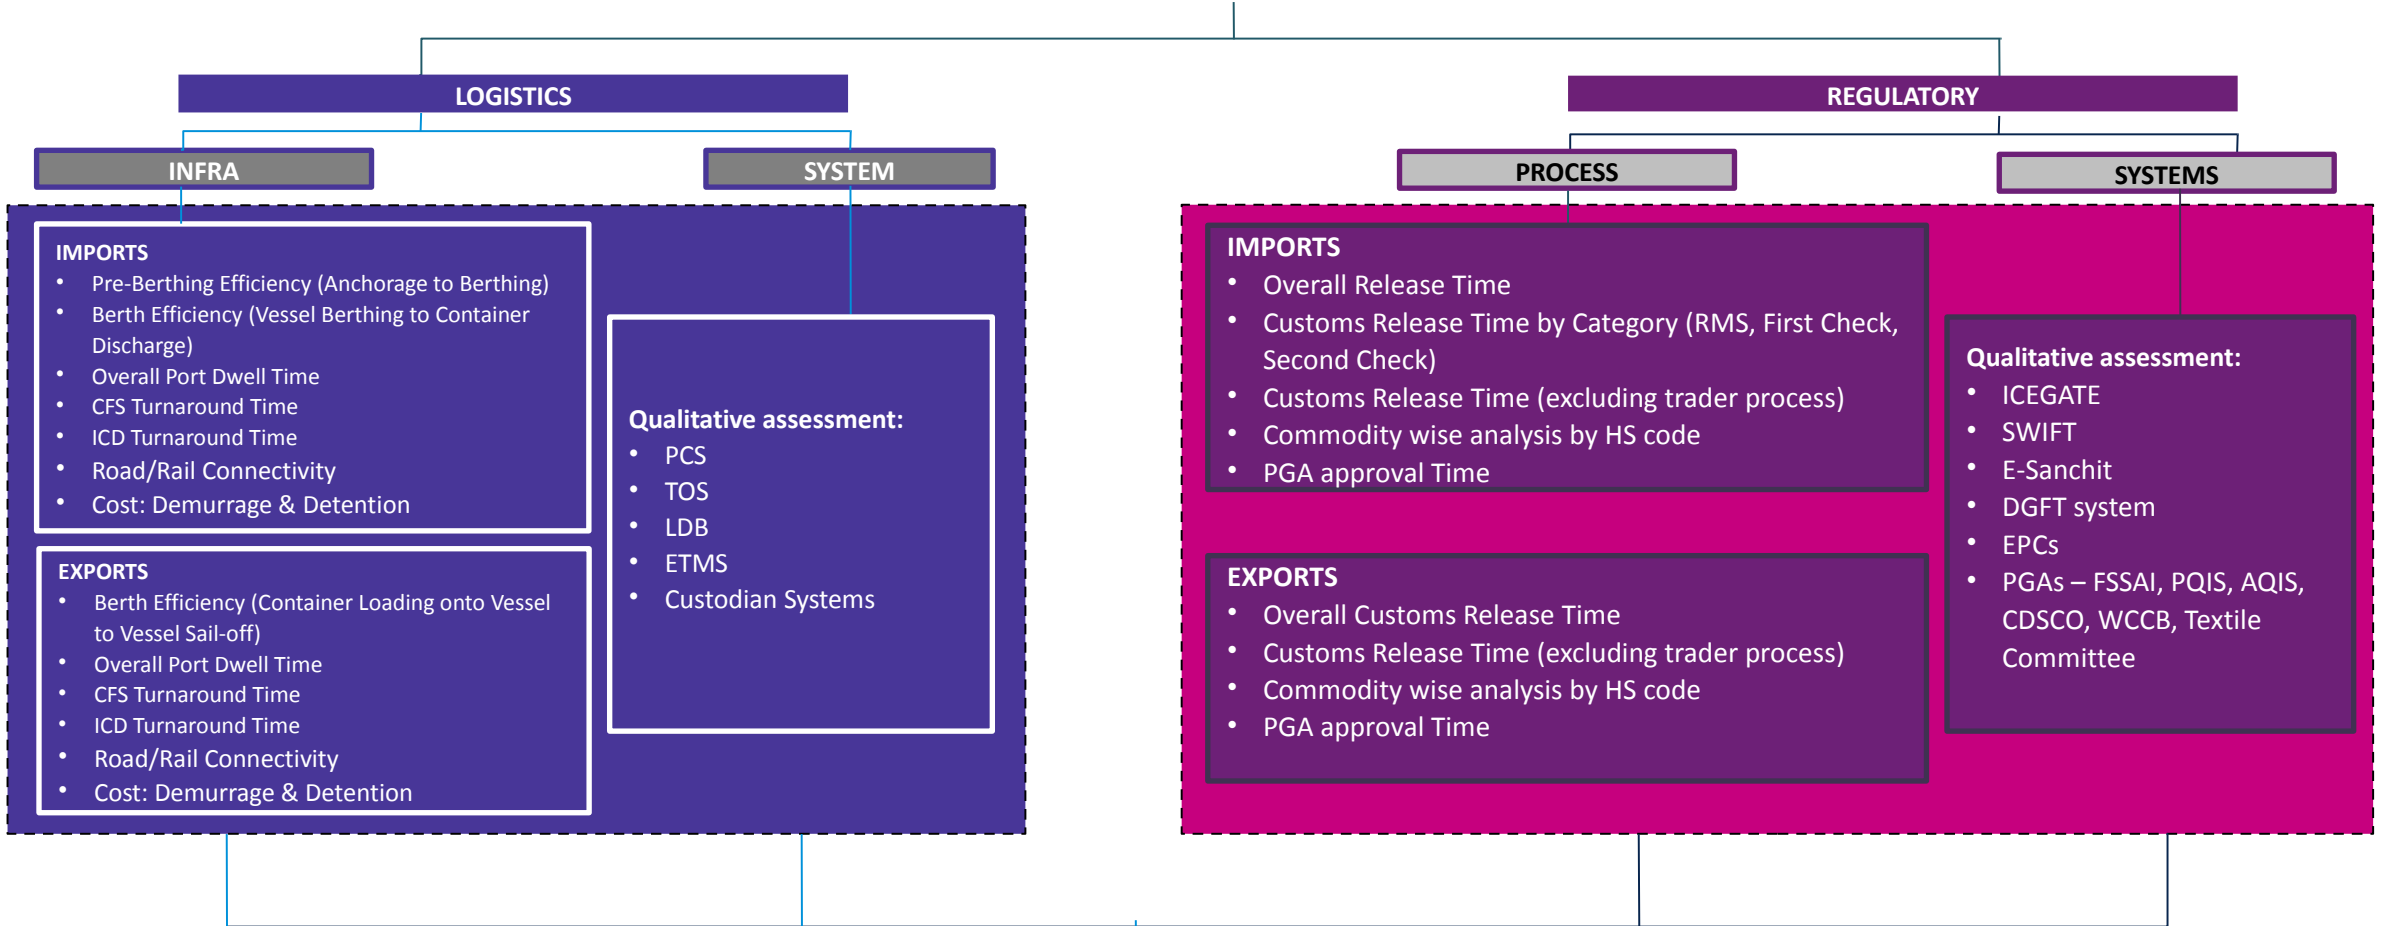 LOGISTICS
REGULATORY
INFRA
SYSTEM
PROCESS
SYSTEMS
IMPORTS
• Pre-Berthing Efficiency (Anchorage to Berthing)
• Berth Efficiency (Vessel Berthing to Container
Discharge)
• Overall Port Dwell Time
• CFS Turnaround Time
• ICD Turnaround Time
• Road/Rail Connectivity
• Cost: Demurrage & Detention
EXPORTS
• Berth Efficiency (Container Loading onto Vessel
to Vessel Sail-off)
• Overall Port Dwell Time
• CFS Turnaround Time
• ICD Turnaround Time
• Road/Rail Connectivity
• Cost: Demurrage & Detention
Qualitative assessment:
• PCS
• TOS
• LDB
• ETMS
• Custodian Systems
IMPORTS
• Overall Release Time
• Customs Release Time by Category (RMS, First Check,
Second Check)
• Customs Release Time (excluding trader process)
• Commodity wise analysis by HS code
• PGA approval Time
EXPORTS
• Overall Customs Release Time
• Customs Release Time (excluding trader process)
• Commodity wise analysis by HS code
• PGA approval Time
Qualitative assessment:
• ICEGATE
• SWIFT
• E-Sanchit
• DGFT system
• EPCs
• PGAs – FSSAI, PQIS, AQIS,
CDSCO, WCCB, Textile
Committee